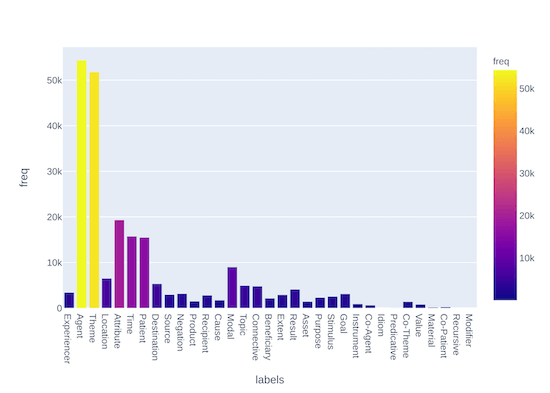 freq
50k
40k
30k
20k
10k
0
freq
50k
40k
30k
20k
10k
Experiencer
Agent
Theme
Location
Attribute
Time
Patient
Destination
Source
Negation
Product
Recipient
Cause
Modal
Topic
Connective
Beneficiary
Extent
Result
Asset
Purpose
Stimulus
Goal
Instrument
Co-Agent
Idiom
Predicative
Co-Theme
Value
Material
Co-Patient
Recursive
Modifier
labels